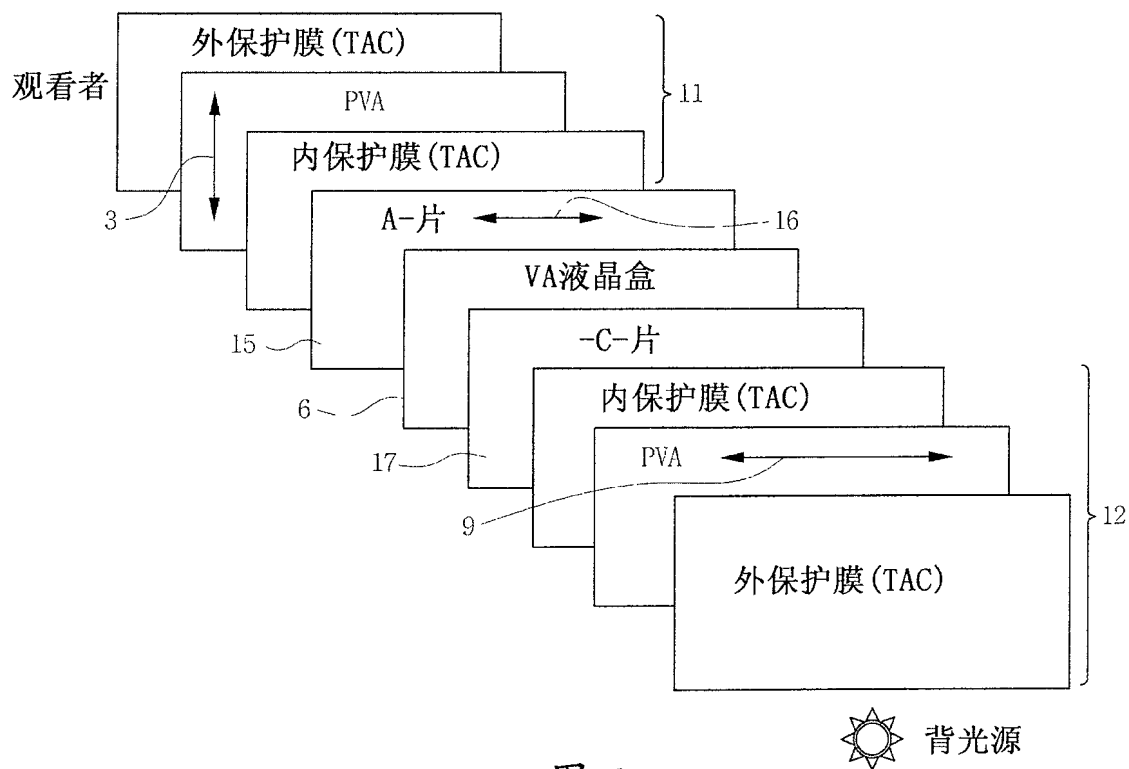 外保护膜(TAC)
观看者
PVA
11
内保护膜(TAC)
3
A-片
16
VA液晶盒
15
-C-片
6
内保护膜(TAC)
17
PVA
9
12
外保护膜(TAC)
背光源
图